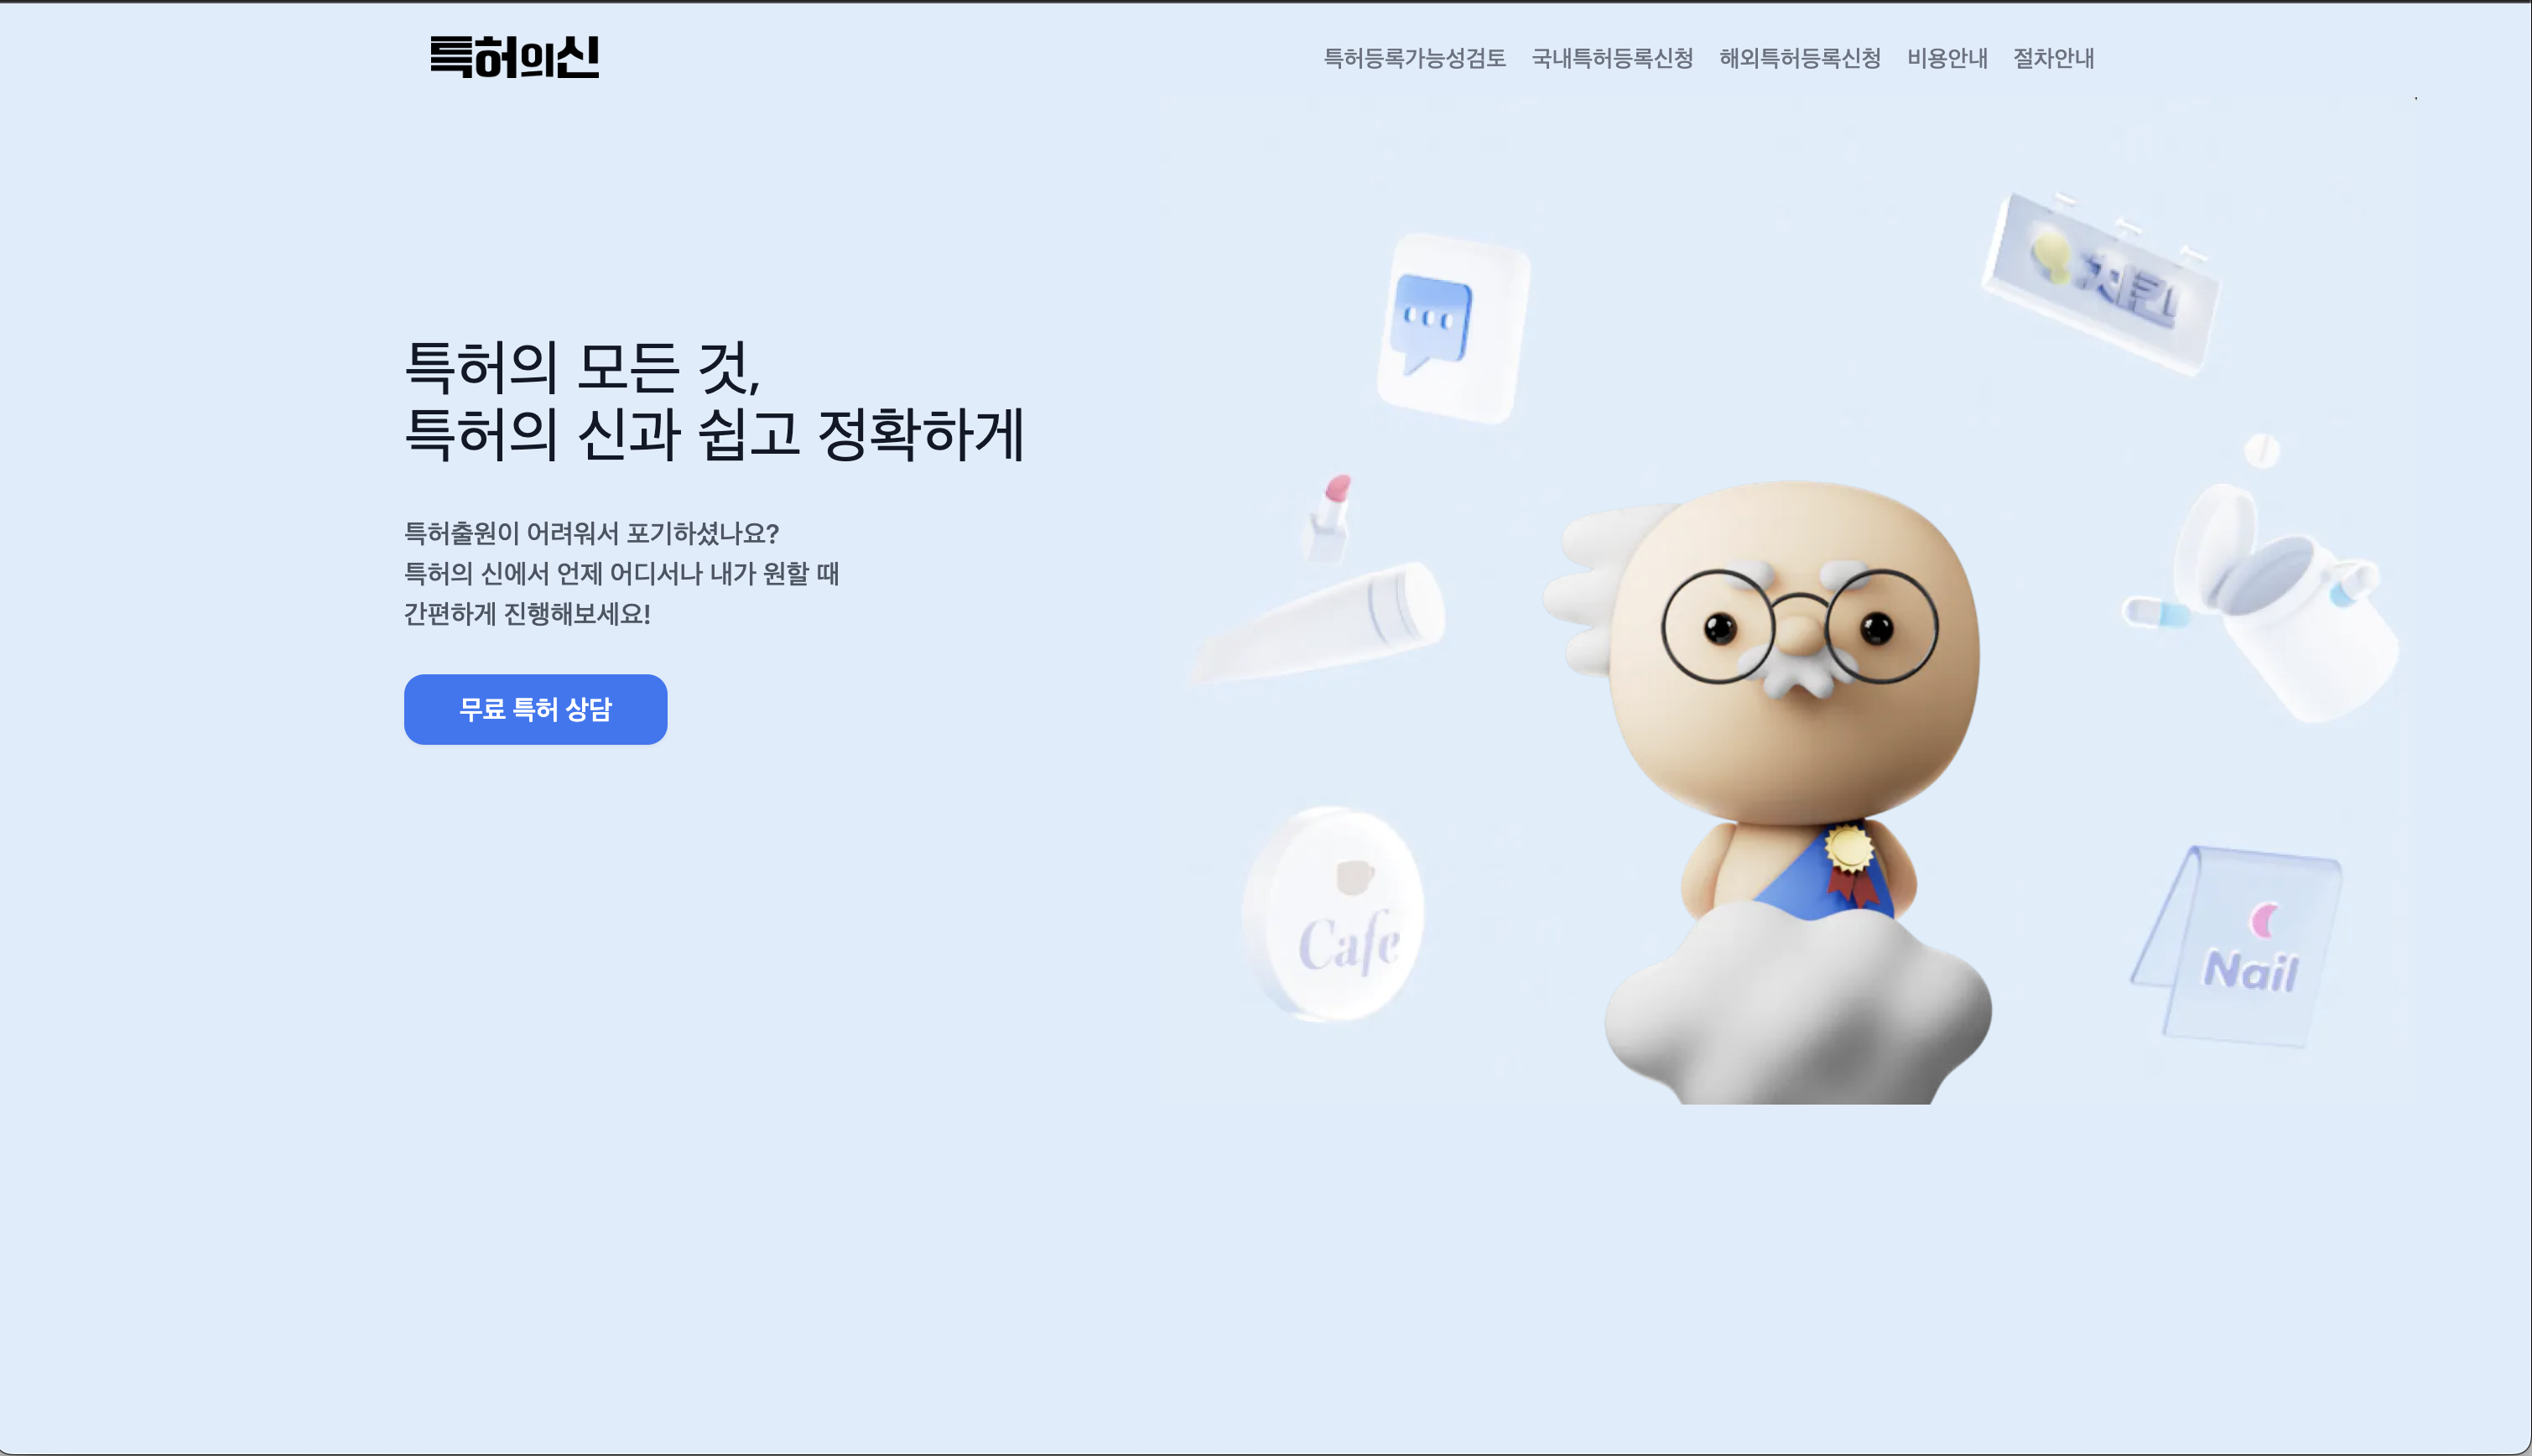 특허의신
특허등록가능성검토 국내특허등록신청 해외특허등록신청 비용안내 절차안내
특허의 모든 것,
특허의 신과 쉽고 정확하게
특허출원이 어려워서 포기하셨나요?
특허의 신에서 언제 어디서나 내가 원할 때
간편하게 진행해보세요!
무료 특허 상담
치킨
Cafe
Nail